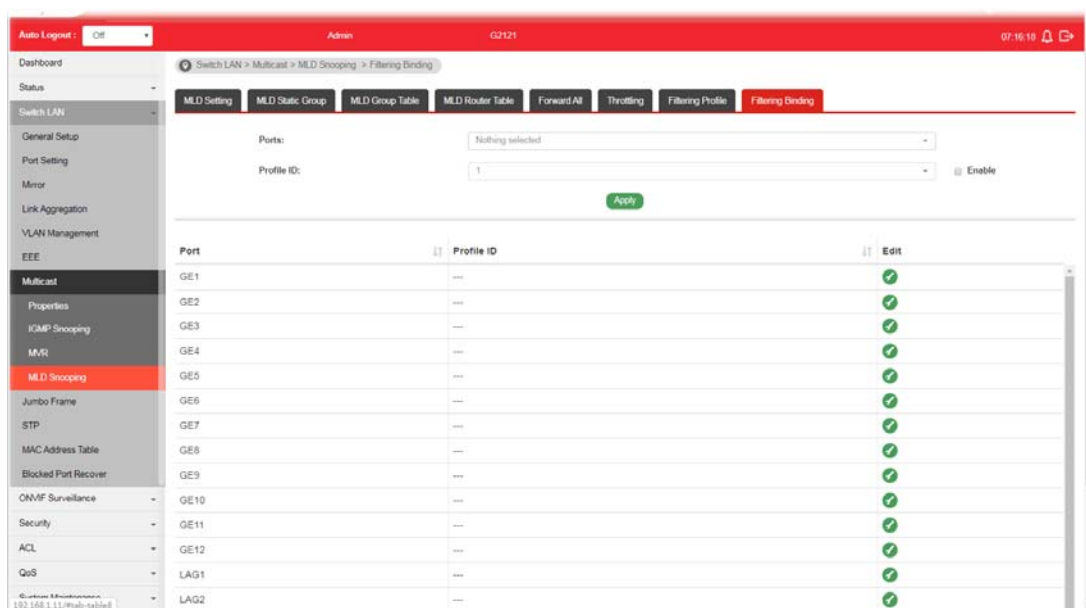 Auto Logout : Off Admin G2121 07:16:18
Dashboard
Status
Switch LAN
General Setup
Port Setting
Mirror
Link Aggregation
VLAN Management
EEE
Multicast
Properties
IGMP Snooping
MVR
MLD Snooping
Jumbo Frame
STP
MAC Address Table
Blocked Port Recover
ONVIF Surveillance
Security
ACL
QoS
System Maintenance
192.168.1.11/#tab-table8
Switch LAN > Multicast > MLD Snooping > Filtering Binding
MLD Setting MLD Static Group MLD Group Table MLD Router Table Forward All Throttling Filtering Profile Filtering Binding
Ports: Nothing selected
Profile ID: 1 Enable
Apply
Port Profile ID Edit
GE1 ---
GE2 ---
GE3 ---
GE4 ---
GE5 ---
GE6 ---
GE7 ---
GE8 ---
GE9 ---
GE10 ---
GE11 ---
GE12 ---
LAG1 ---
LAG2 ---